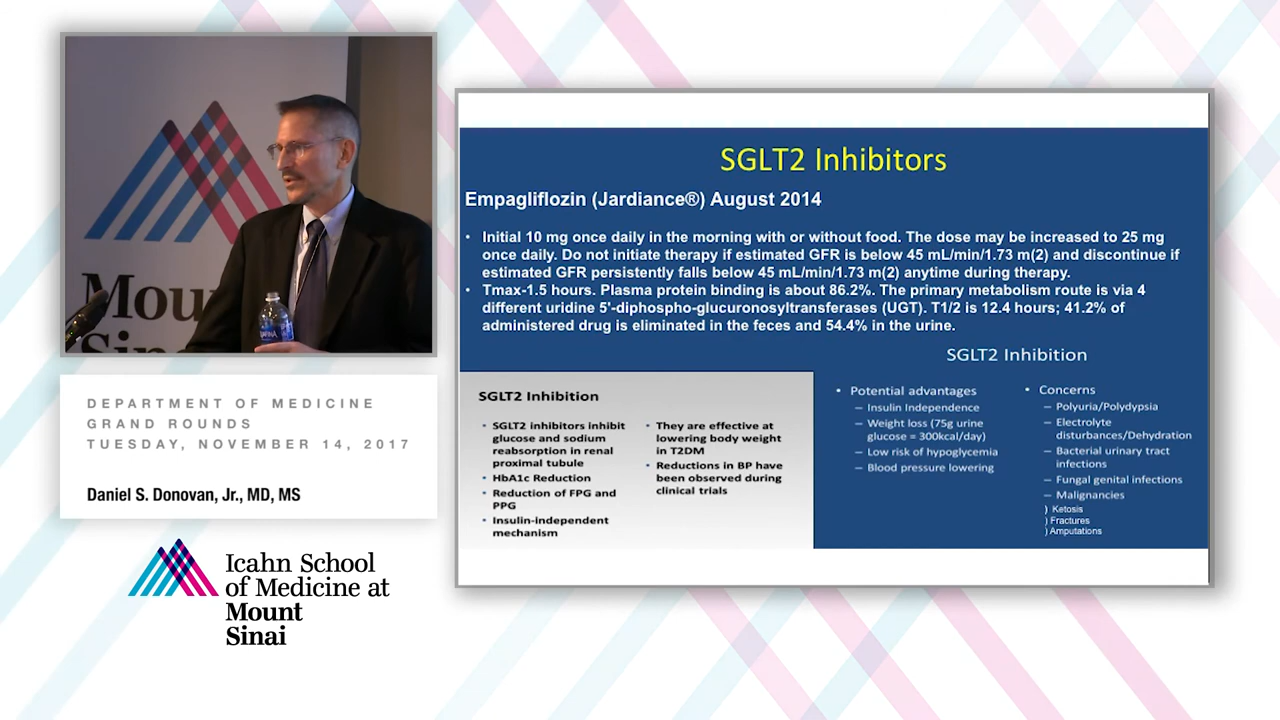 Mou
Sin
DEPARTMENT OF MEDICINE
GRAND ROUNDS
TUESDAY, NOVEMBER 14, 2017
Daniel S. Donovan, Jr., MD, MS
Icahn School
of Medicine at
Mount
Sinai
SGLT2 Inhibitors
Empagliflozin (Jardiance®) August 2014
• Initial 10 mg once daily in the morning with or without food. The dose may be increased to 25 mg
once daily. Do not initiate therapy if estimated GFR is below 45 mL/min/1.73 m(2) and discontinue if
estimated GFR persistently falls below 45 mL/min/1.73 m(2) anytime during therapy.
• Tmax-1.5 hours. Plasma protein binding is about 86.2%. The primary metabolism route is via 4
different uridine 5'-diphospho-glucuronosyltransferases (UGT). T1/2 is 12.4 hours; 41.2% of
administered drug is eliminated in the feces and 54.4% in the urine.
SGLT2 Inhibition
• SGLT2 inhibitors inhibit
glucose and sodium
reabsorption in renal
proximal tubule
• HbA1c Reduction
• Reduction of FPG and
PPG
• Insulin-independent
mechanism
• They are effective at
lowering body weight
in T2DM
• Reductions in BP have
been observed during
clinical trials
SGLT2 Inhibition
• Potential advantages
– Insulin Independence
– Weight loss (75g urine
glucose = 300kcal/day)
– Low risk of hypoglycemia
– Blood pressure lowering
• Concerns
– Polyuria/Polydypsia
– Electrolyte
disturbances/Dehydration
– Bacterial urinary tract
infections
– Fungal genital infections
– Malignancies
) Ketosis
) Fractures
) Amputations